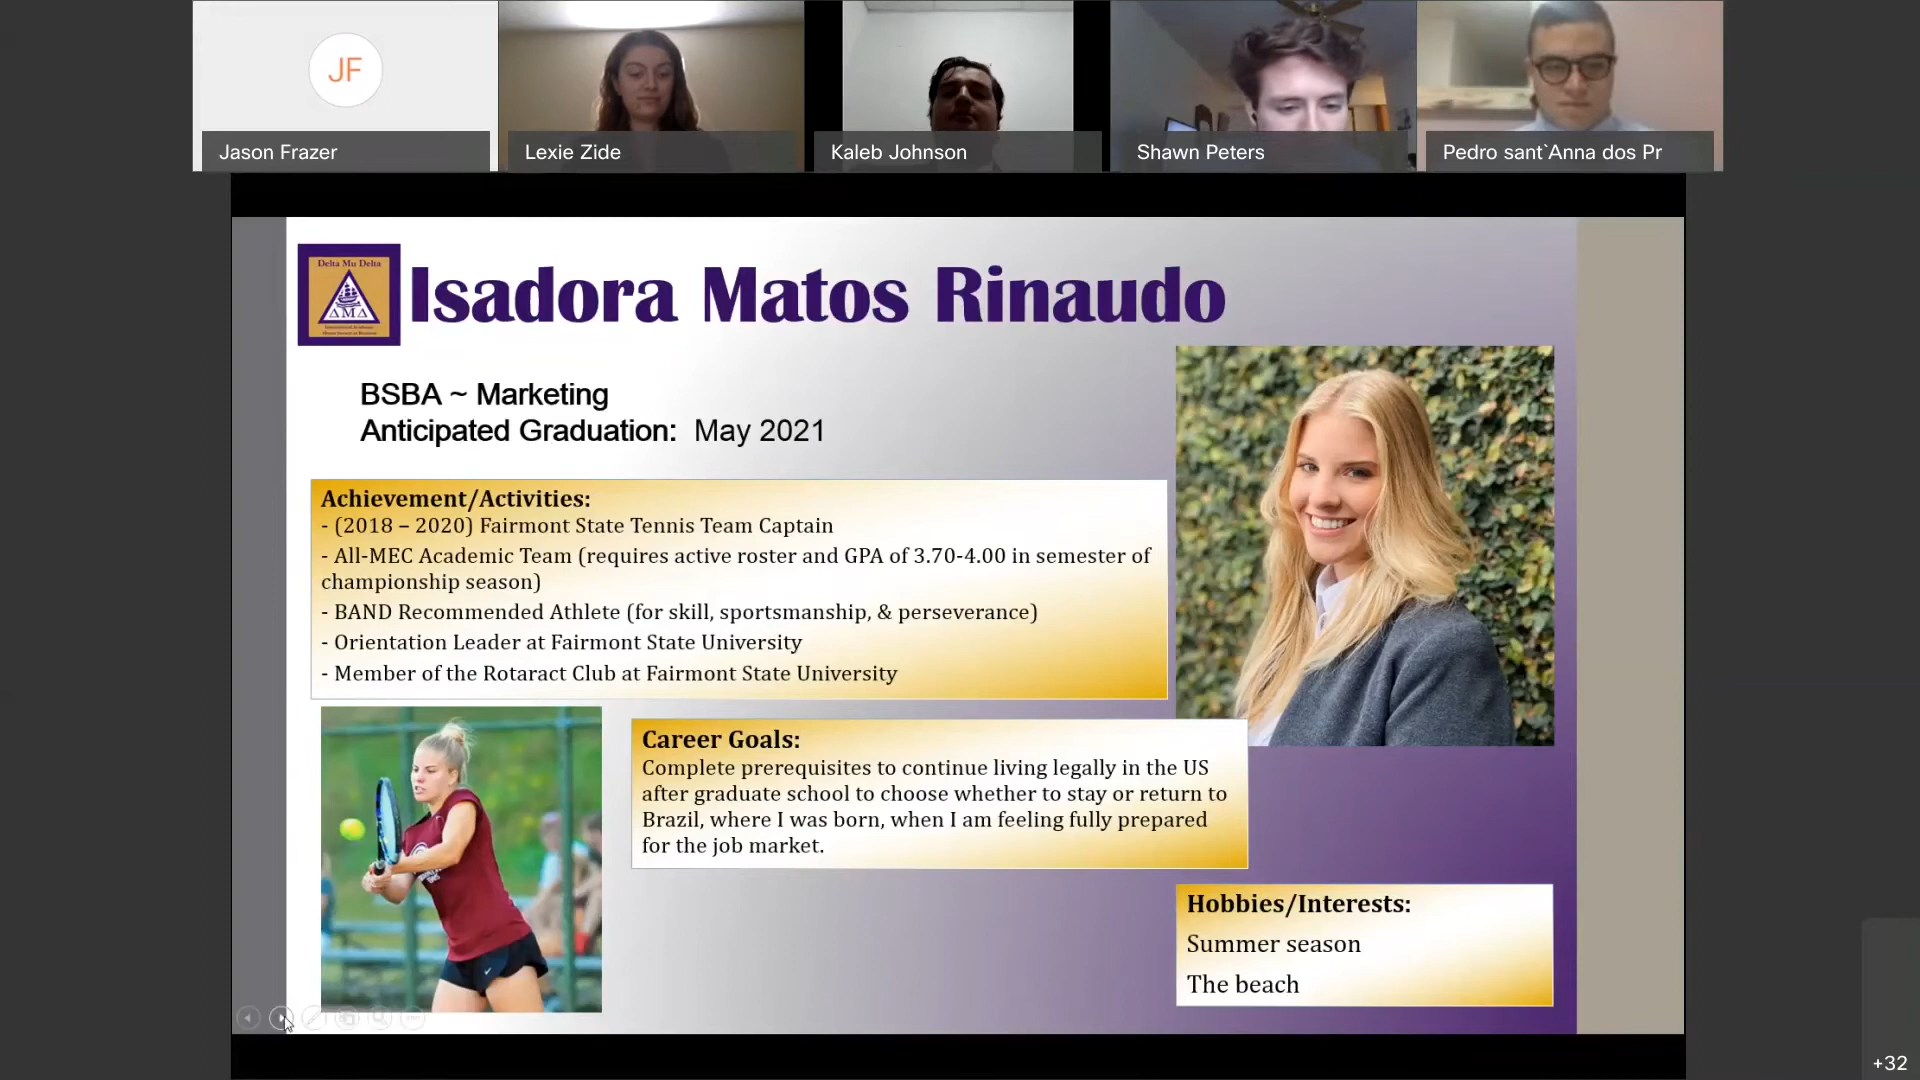 JF
Jason Frazer
Lexie Zide
Kaleb Johnson
Shawn Peters
Pedro sant`Anna dos Pr
Delta Mu Delta
ΔΜΔ
Isadora Matos Rinaudo
BSBA ~ Marketing
Anticipated Graduation: May 2021
Achievement/Activities:
- (2018 – 2020) Fairmont State Tennis Team Captain
- All-MEC Academic Team (requires active roster and GPA of 3.70-4.00 in semester of
championship season)
- BAND Recommended Athlete (for skill, sportsmanship, & perseverance)
- Orientation Leader at Fairmont State University
- Member of the Rotaract Club at Fairmont State University
Career Goals:
Complete prerequisites to continue living legally in the US
after graduate school to choose whether to stay or return to
Brazil, where I was born, when I am feeling fully prepared
for the job market.
Hobbies/Interests:
Summer season
The beach
+32